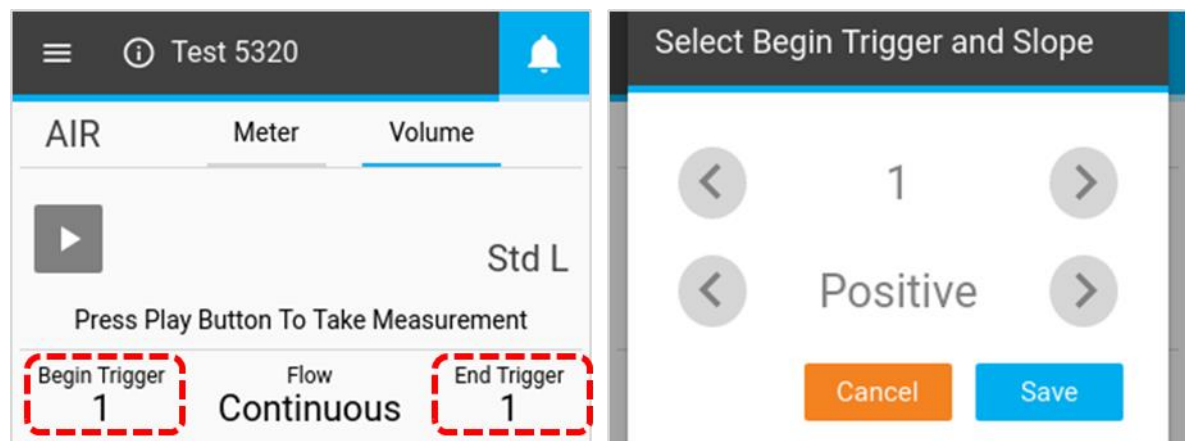 Test 5320
AIR
Meter
Volume
Std L
Press Play Button To Take Measurement
Begin Trigger
1
Flow
Continuous
End Trigger
1
Select Begin Trigger and Slope
1
Positive
Cancel
Save